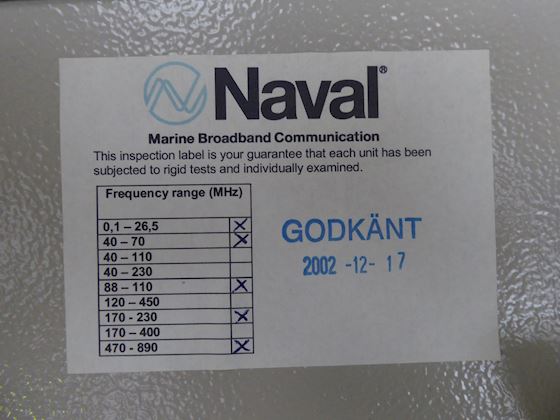 Naval®
Marine Broadband Communication
This inspection label is your guarantee that each unit has been
subjected to rigid tests and individually examined.
Frequency range (MHz)
0,1 – 26,5 X
40 – 70 X
40 – 110
40 – 230
88 – 110 X
120 – 450
170 - 230 X
170 – 400
470 - 890 X
GODKÄNT
2002 -12- 17